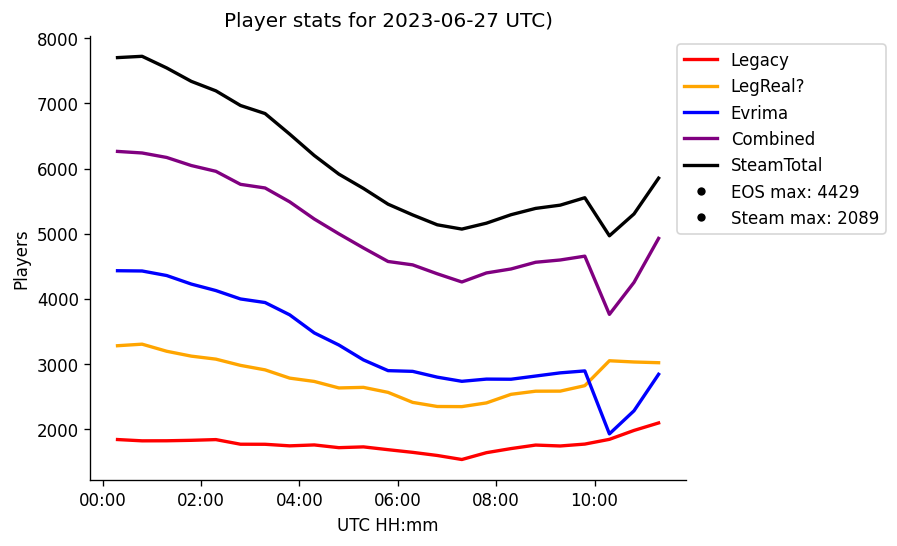 Player stats for 2023-06-27 UTC)
8000
7000
6000
5000
4000
3000
2000
Players
00:00 02:00 04:00 06:00 08:00 10:00
UTC HH:mm
Legacy
LegReal?
Evrima
Combined
SteamTotal
EOS max: 4429
Steam max: 2089